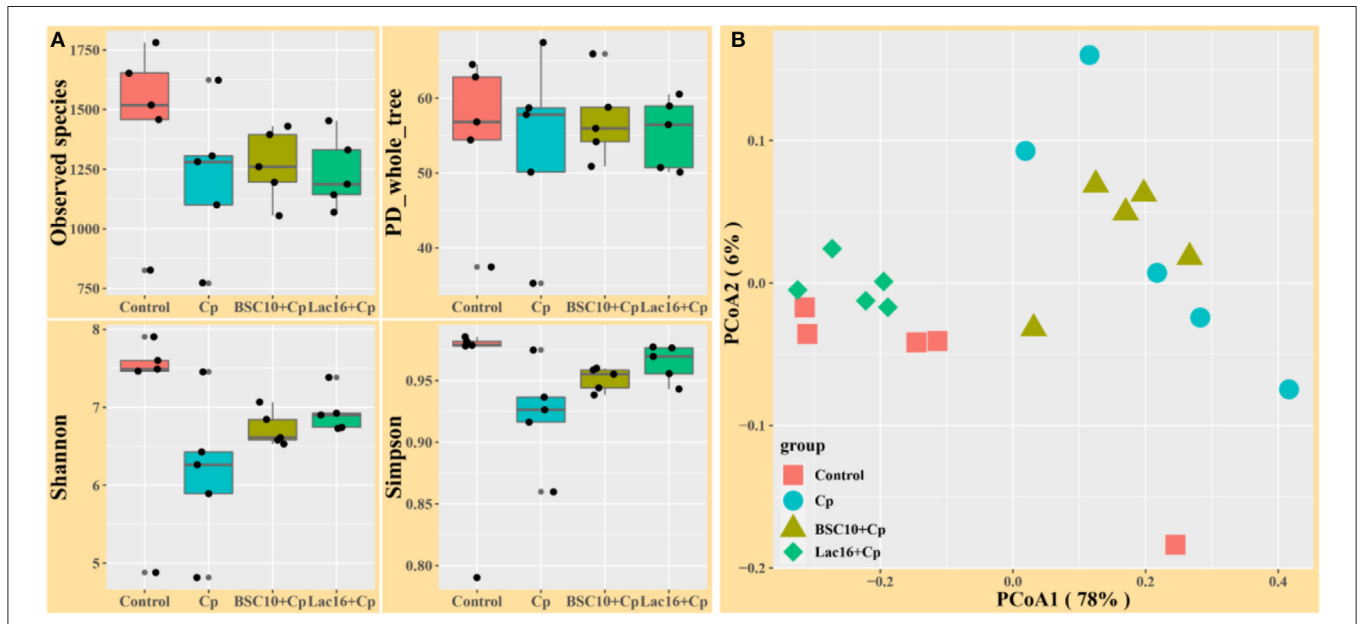 A
Observed species
1750
1500
1250
1000
750
Control Cp BSC10+Cp Lac16+Cp
PD_whole_tree
60
50
40
Control Cp BSC10+Cp Lac16+Cp
Shannon
8
7
6
5
Control Cp BSC10+Cp Lac16+Cp
Simpson
0.95
0.90
0.85
0.80
Control Cp BSC10+Cp Lac16+Cp
B
PCoA2 ( 6% )
0.1
0.0
−0.1
−0.2
group
Control
Cp
BSC10+Cp
Lac16+Cp
−0.2 0.0 0.2 0.4
PCoA1 ( 78% )